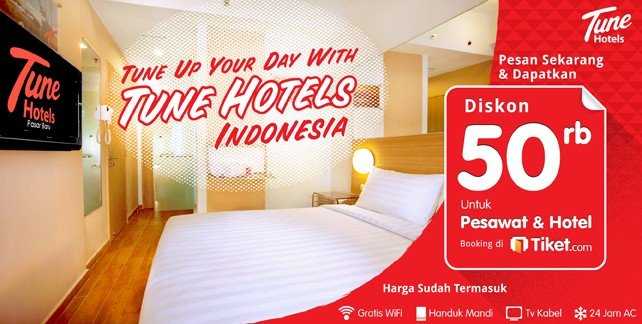 Tune
Hotels
Pasar Baru
TUNE UP YOUR DAY WITH
TUNE HOTELS
INDONESIA
Tune
Hotels
Pesan Sekarang
& Dapatkan
Diskon
50rb
Untuk
Pesawat & Hotel
Booking di Tiket.com
Harga Sudah Termasuk
Gratis WiFi
Handuk Mandi
Tv Kabel
24 Jam AC